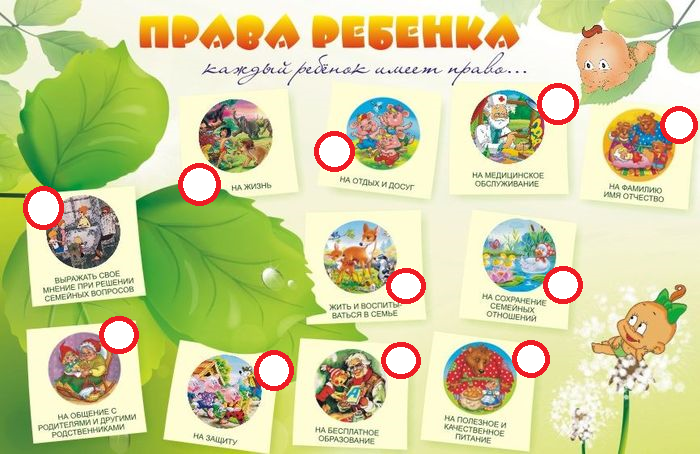 ПРАВА РЕБЕНКА
каждый ребёнок имеет право...
НА ЖИЗНЬ
НА ОТДЫХ И ДОСУГ
НА МЕДИЦИНСКОЕ
ОБСЛУЖИВАНИЕ
НА ФАМИЛИЮ
ИМЯ ОТЧЕСТВО
ВЫРАЖАТЬ СВОЕ
МНЕНИЕ ПРИ РЕШЕНИИ
СЕМЕЙНЫХ ВОПРОСОВ
ЖИТЬ И ВОСПИТЫ-
ВАТЬСЯ В СЕМЬЕ
НА СОХРАНЕНИЕ
СЕМЕЙНЫХ
ОТНОШЕНИЙ
НА ОБЩЕНИЕ С
РОДИТЕЛЯМИ И ДРУГИМИ
РОДСТВЕННИКАМИ
НА ЗАЩИТУ
НА БЕСПЛАТНОЕ
ОБРАЗОВАНИЕ
НА ПОЛЕЗНОЕ И
КАЧЕСТВЕННОЕ
ПИТАНИЕ